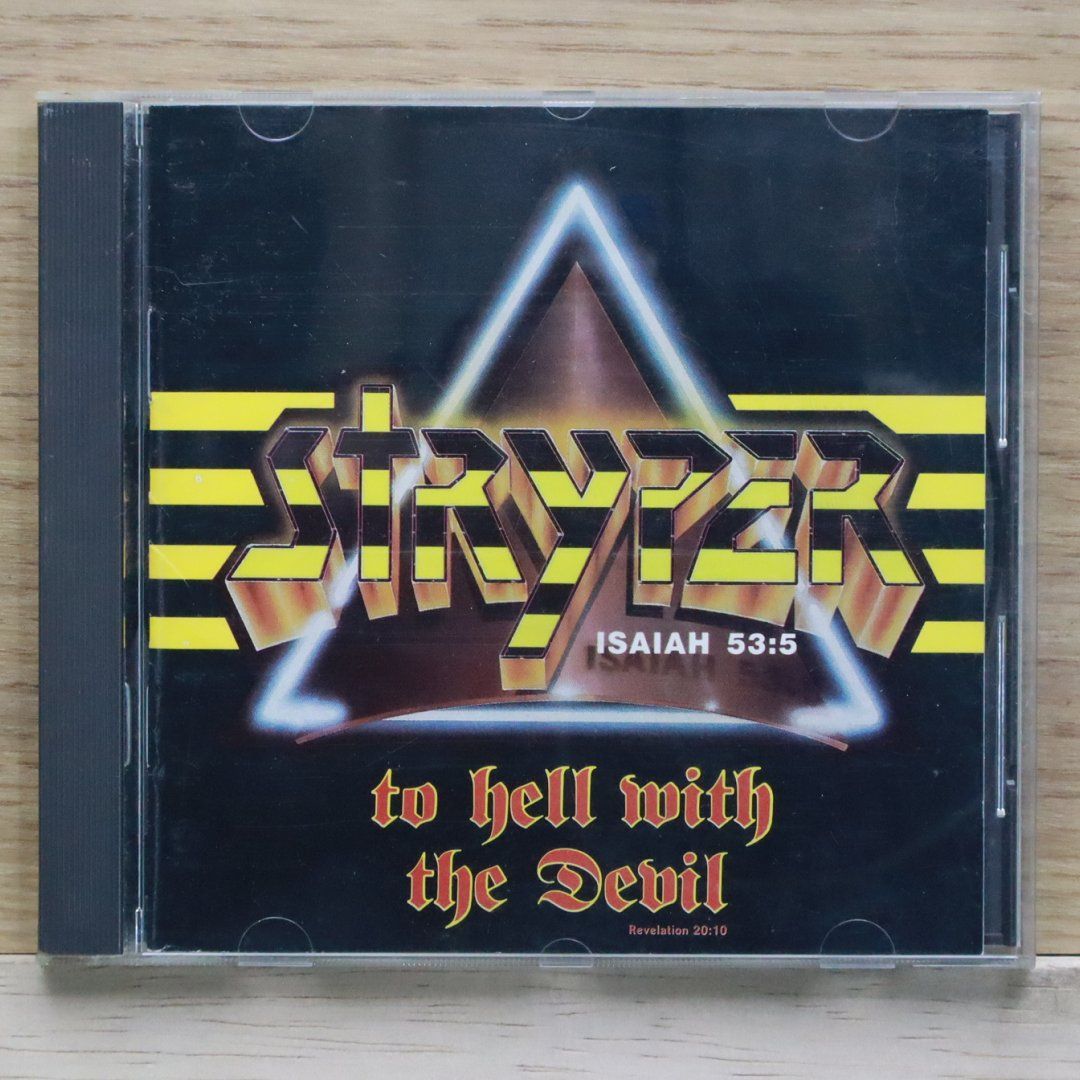 STRYPER
ISAIAH 53:5
to hell with
the Devil
Revelation 20:10